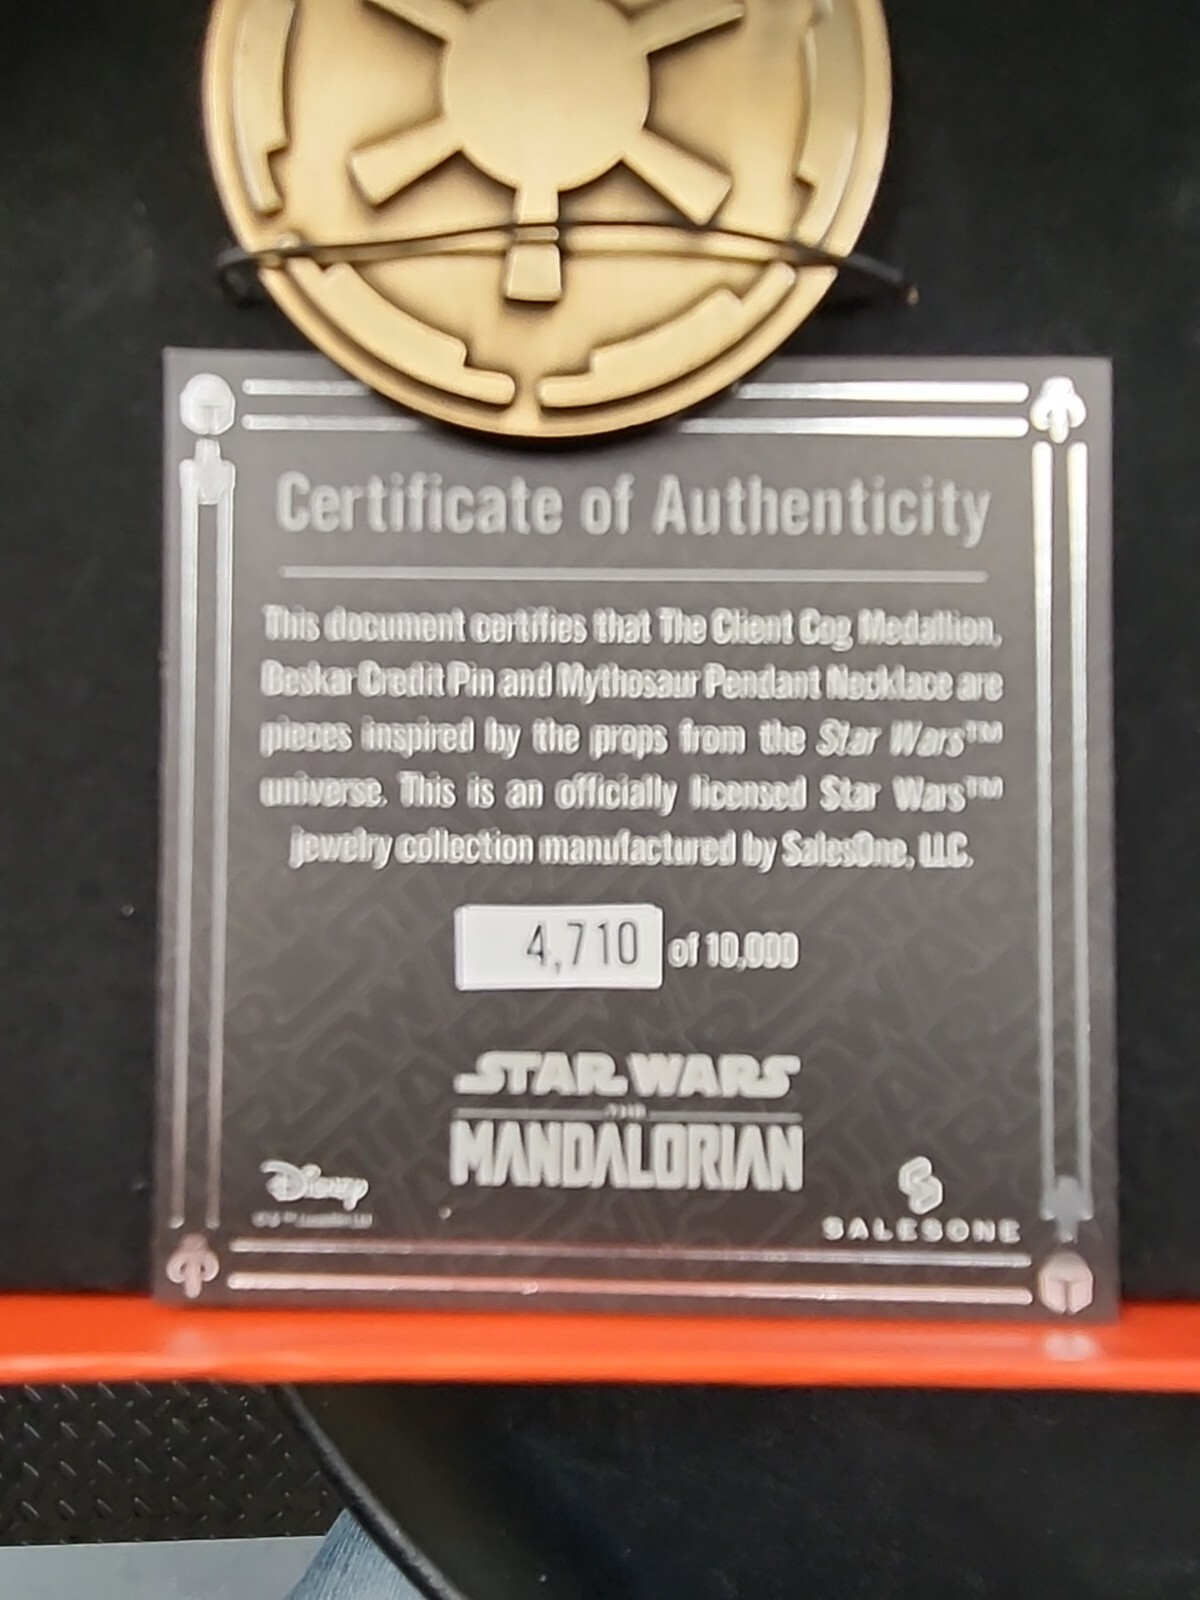 Certificate of Authenticity
This document certifies that The Client Cog Medallion,
Beskar Credit Pin and Mythosaur Pendant Necklace are
pieces inspired by the props from the Star Wars™
universe. This is an officially licensed Star Wars™
jewelry collection manufactured by SalesOne, LLC.
4,710 of 10,000
STAR WARS
THE
MANDALORIAN
Disney
SALESONE